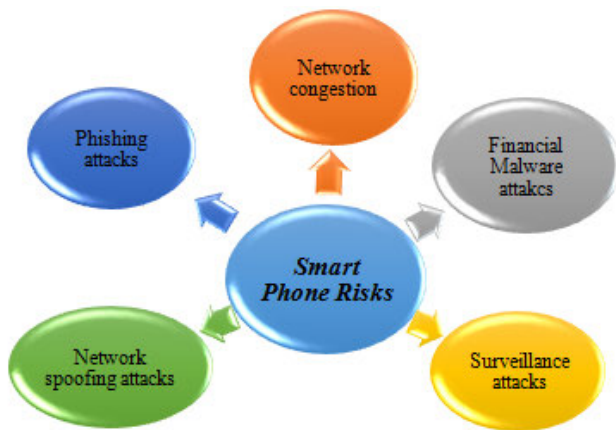 Network
congestion
Phishing
attacks
Financial
Malware
attakcs
Smart
Phone Risks
Network
spoofing attacks
Surveillance
attacks